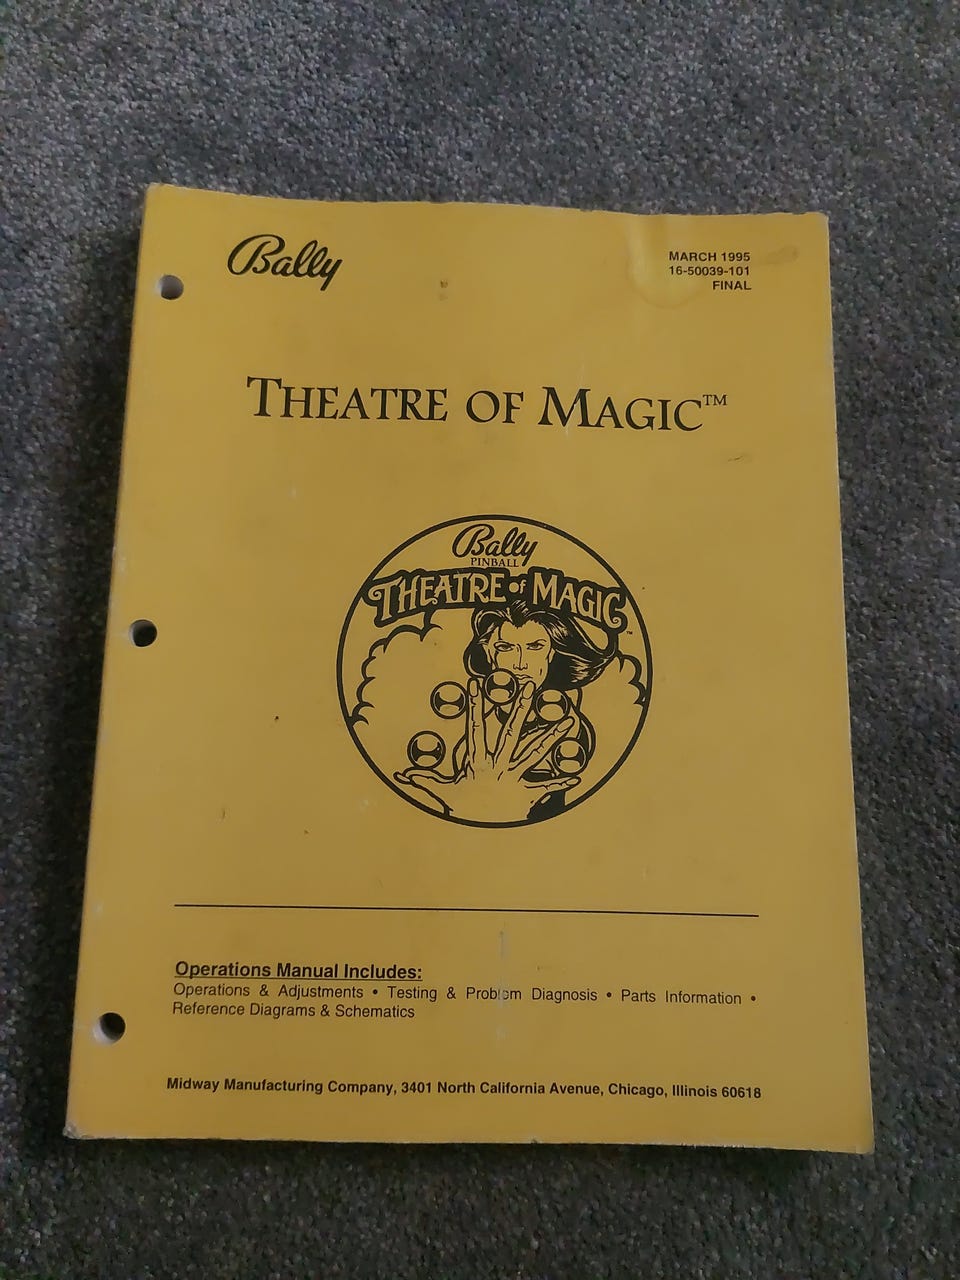 Bally
MARCH 1995
16-50039-101
FINAL
THEATRE OF MAGIC™
Bally
PINBALL
THEATRE of MAGIC™
Operations Manual Includes:
Operations & Adjustments • Testing & Problem Diagnosis • Parts Information •
Reference Diagrams & Schematics
Midway Manufacturing Company, 3401 North California Avenue, Chicago, Illinois 60618